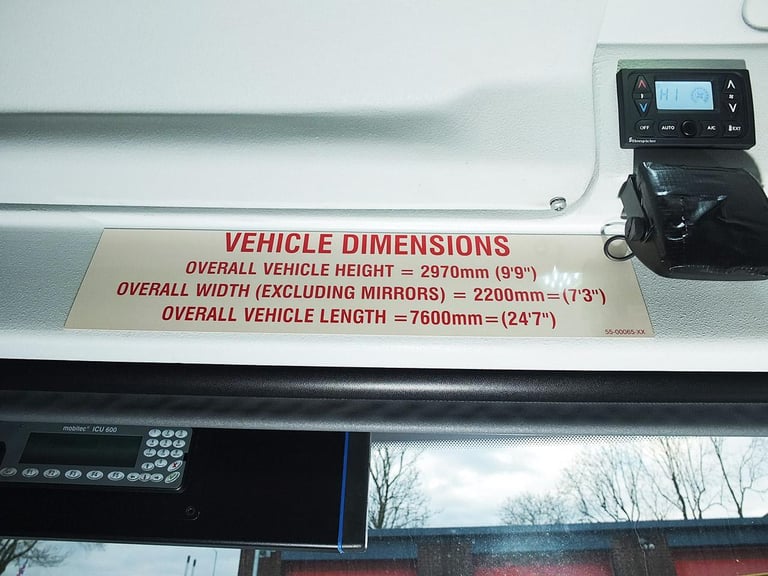 HI
OFF AUTO A/C EXT
VEHICLE DIMENSIONS
OVERALL VEHICLE HEIGHT = 2970mm (9'9")
OVERALL WIDTH (EXCLUDING MIRRORS) = 2200mm=(7'3")
OVERALL VEHICLE LENGTH =7600mm=(24'7")
55-00065-XX
mobitec ICU 600